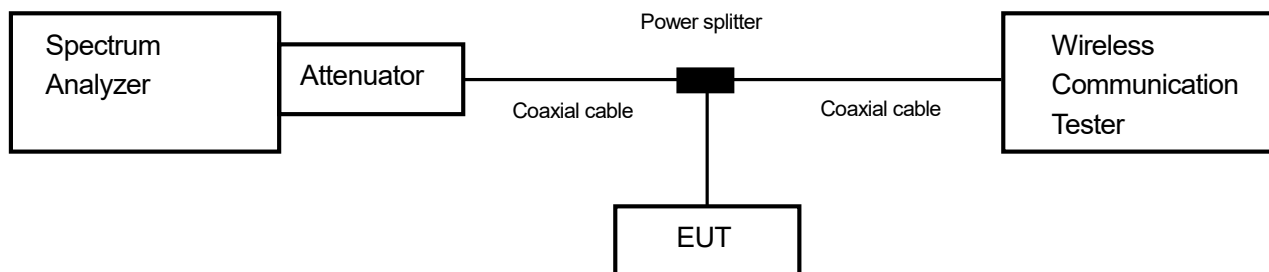 Power splitter
Spectrum
Analyzer
Attenuator
Wireless
Communication
Tester
Coaxial cable
Coaxial cable
EUT